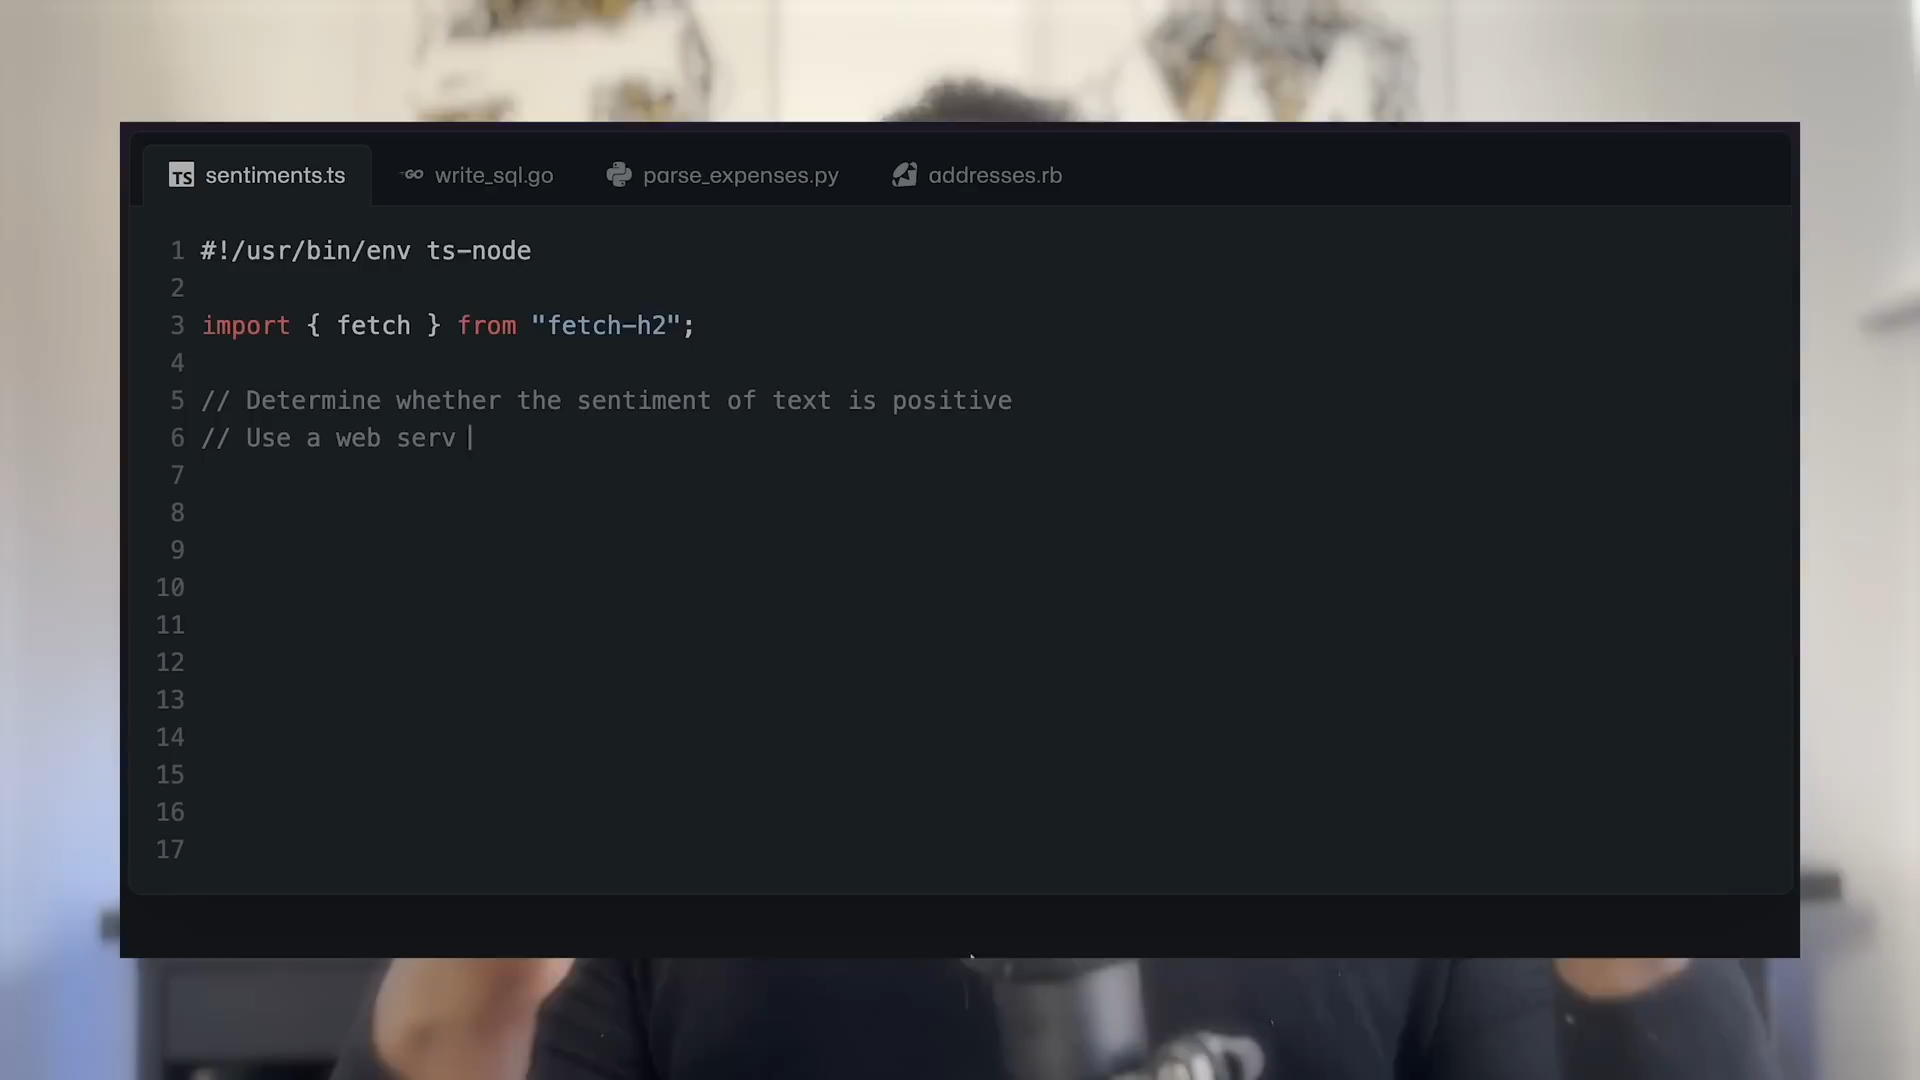 TS sentiments.ts GO write_sql.go parse_expenses.py addresses.rb
1 #!/usr/bin/env ts-node
2
3 import { fetch } from "fetch-h2";
4
5 // Determine whether the sentiment of text is positive
6 // Use a web serv
7
8
9
10
11
12
13
14
15
16
17